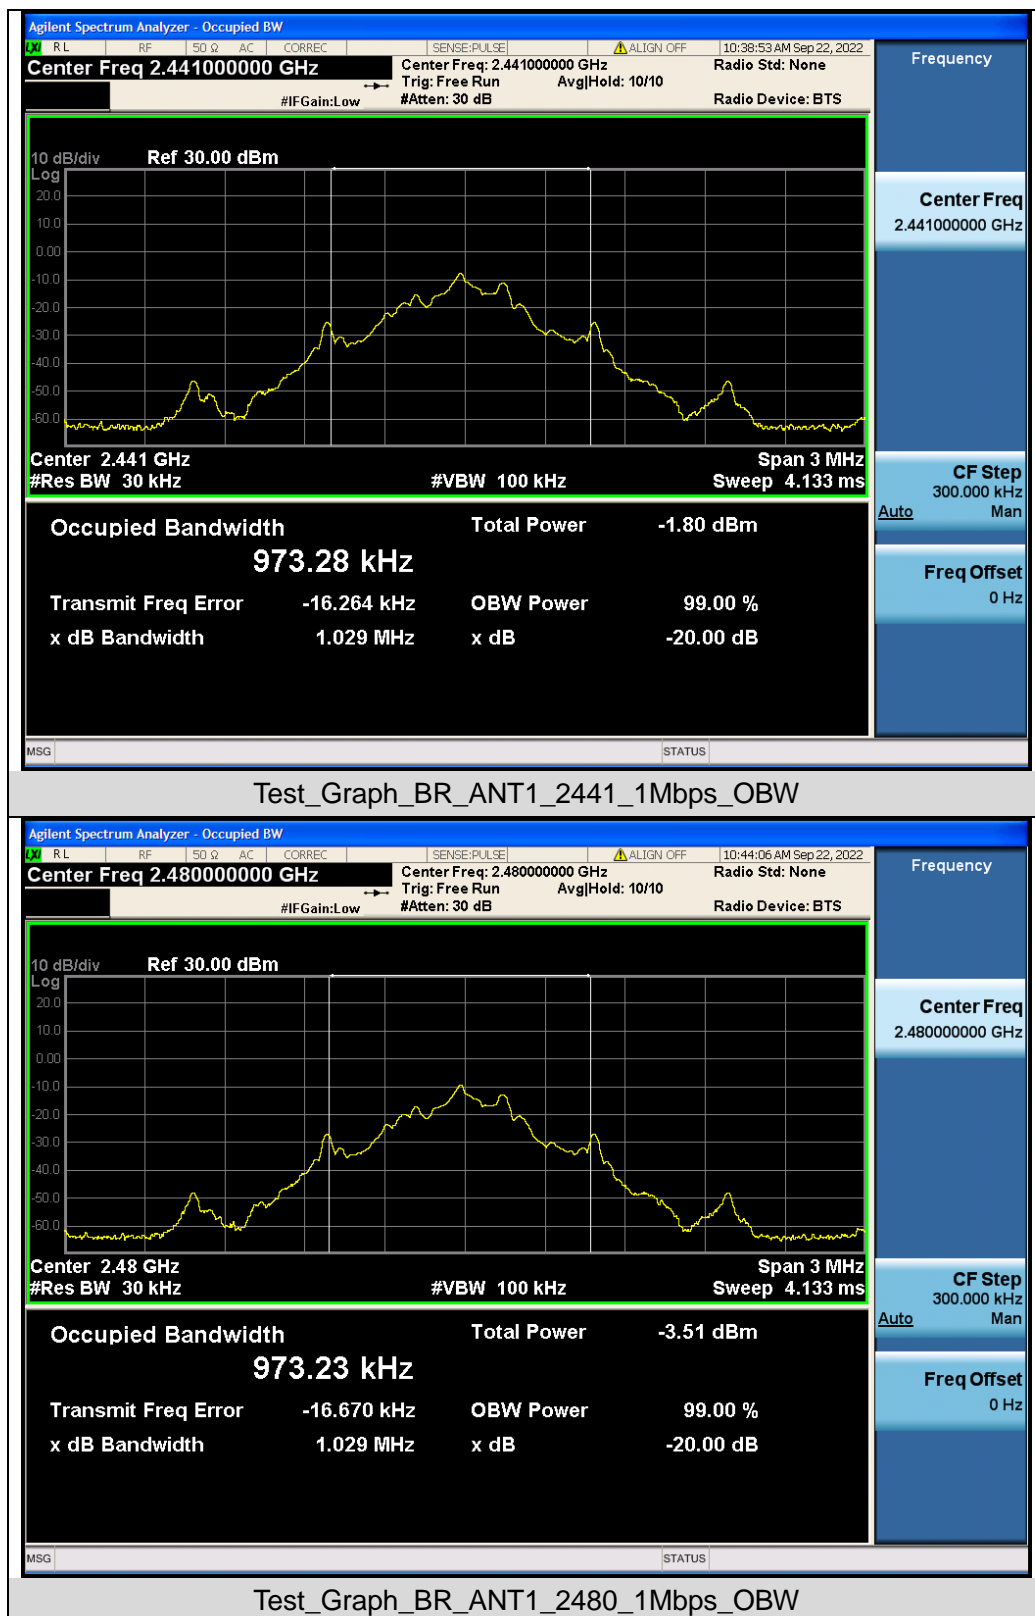 Agilent Spectrum Analyzer - Occupied BW
LXI RL RF 50 Ω AC CORREC SENSE:PULSE ALIGN OFF 10:38:53 AM Sep 22, 2022
Center Freq 2.441000000 GHz
Center Freq: 2.441000000 GHz
Radio Std: None
Trig: Free Run Avg|Hold: 10/10
#IFGain:Low #Atten: 30 dB Radio Device: BTS
Frequency
10 dB/div Ref 30.00 dBm
Log
20.0
10.0
0.00
-10.0
-20.0
-30.0
-40.0
-50.0
-60.0
Center 2.441 GHz Span 3 MHz
#Res BW 30 kHz #VBW 100 kHz Sweep 4.133 ms
Center Freq
2.441000000 GHz
CF Step
300.000 kHz
Auto Man
Freq Offset
0 Hz
Occupied Bandwidth Total Power -1.80 dBm
973.28 kHz
Transmit Freq Error -16.264 kHz OBW Power 99.00 %
x dB Bandwidth 1.029 MHz x dB -20.00 dB
MSG STATUS
Test_Graph_BR_ANT1_2441_1Mbps_OBW
Agilent Spectrum Analyzer - Occupied BW
LXI RL RF 50 Ω AC CORREC SENSE:PULSE ALIGN OFF 10:44:06 AM Sep 22, 2022
Center Freq 2.480000000 GHz
Center Freq: 2.480000000 GHz
Radio Std: None
Trig: Free Run Avg|Hold: 10/10
#IFGain:Low #Atten: 30 dB Radio Device: BTS
Frequency
10 dB/div Ref 30.00 dBm
Log
20.0
10.0
0.00
-10.0
-20.0
-30.0
-40.0
-50.0
-60.0
Center 2.48 GHz Span 3 MHz
#Res BW 30 kHz #VBW 100 kHz Sweep 4.133 ms
Center Freq
2.480000000 GHz
CF Step
300.000 kHz
Auto Man
Freq Offset
0 Hz
Occupied Bandwidth Total Power -3.51 dBm
973.23 kHz
Transmit Freq Error -16.670 kHz OBW Power 99.00 %
x dB Bandwidth 1.029 MHz x dB -20.00 dB
MSG STATUS
Test_Graph_BR_ANT1_2480_1Mbps_OBW